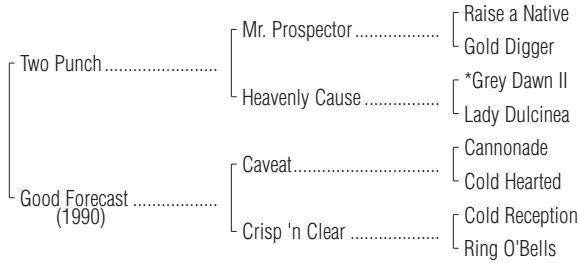 Raise a Native
Mr. Prospector ...................
Gold Digger
Two Punch .........................
*Grey Dawn II
Heavenly Cause .................
Lady Dulcinea
Cannonade
Caveat.................................
Cold Hearted
Good Forecast ...................
(1990)
Cold Reception
Crisp 'n Clear .....................
Ring O'Bells